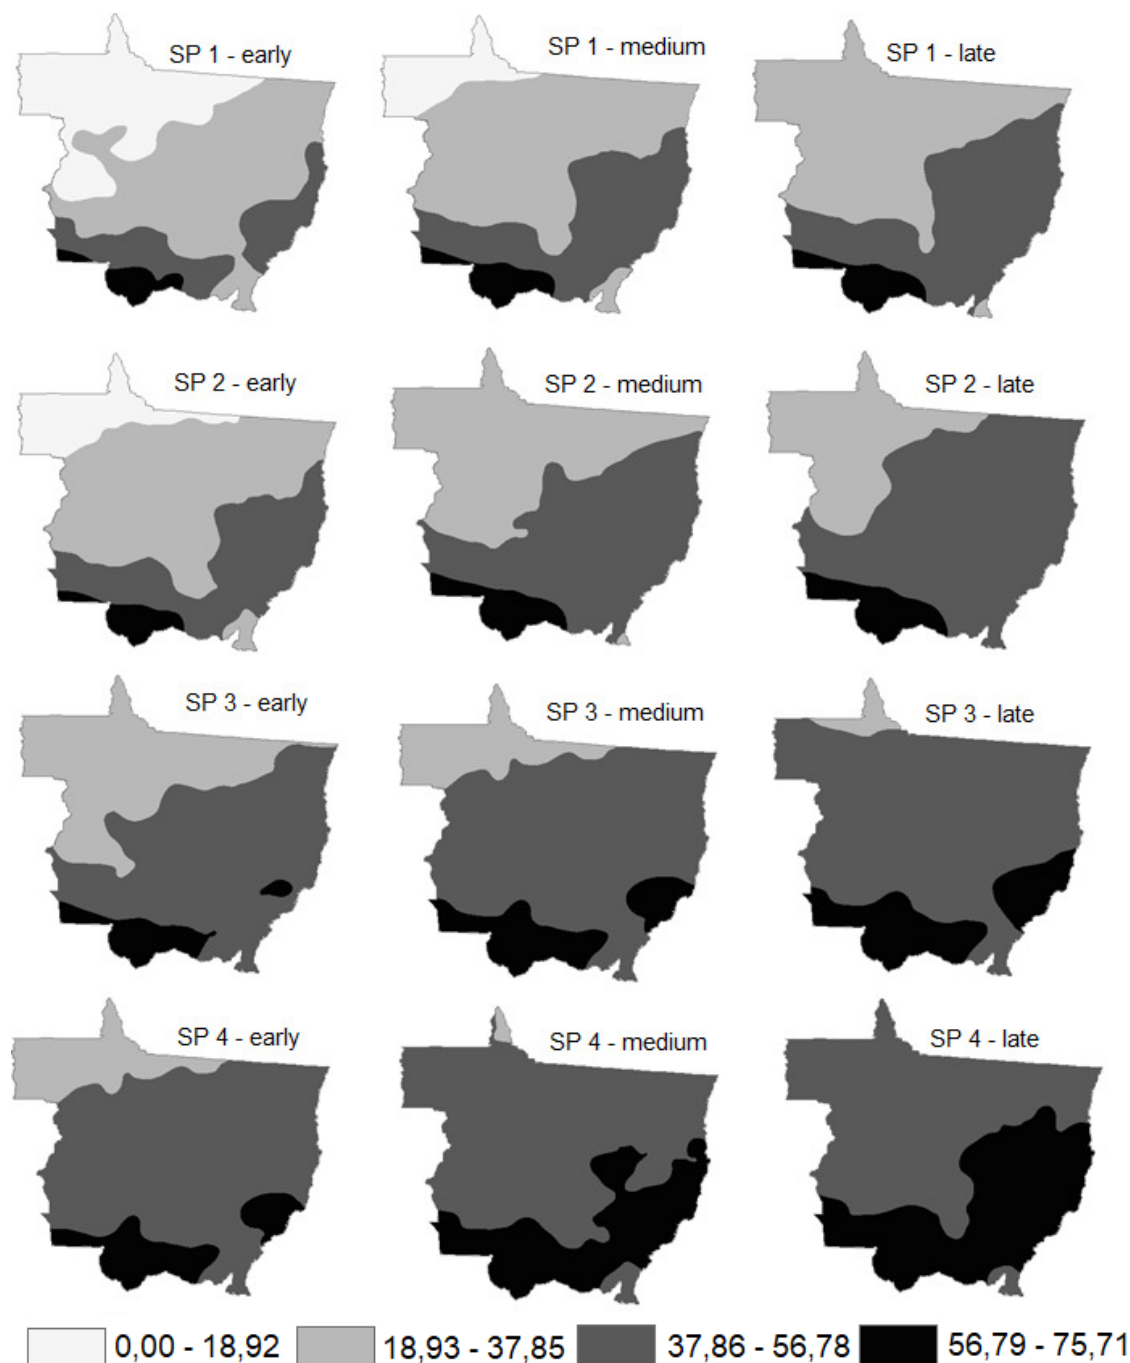 SP 1 - early
SP 1 - medium
SP 1 - late
SP 2 - early
SP 2 - medium
SP 2 - late
SP 3 - early
SP 3 - medium
SP 3 - late
SP 4 - early
SP 4 - medium
SP 4 - late
0,00 - 18,92
18,93 - 37,85
37,86 - 56,78
56,79 - 75,71